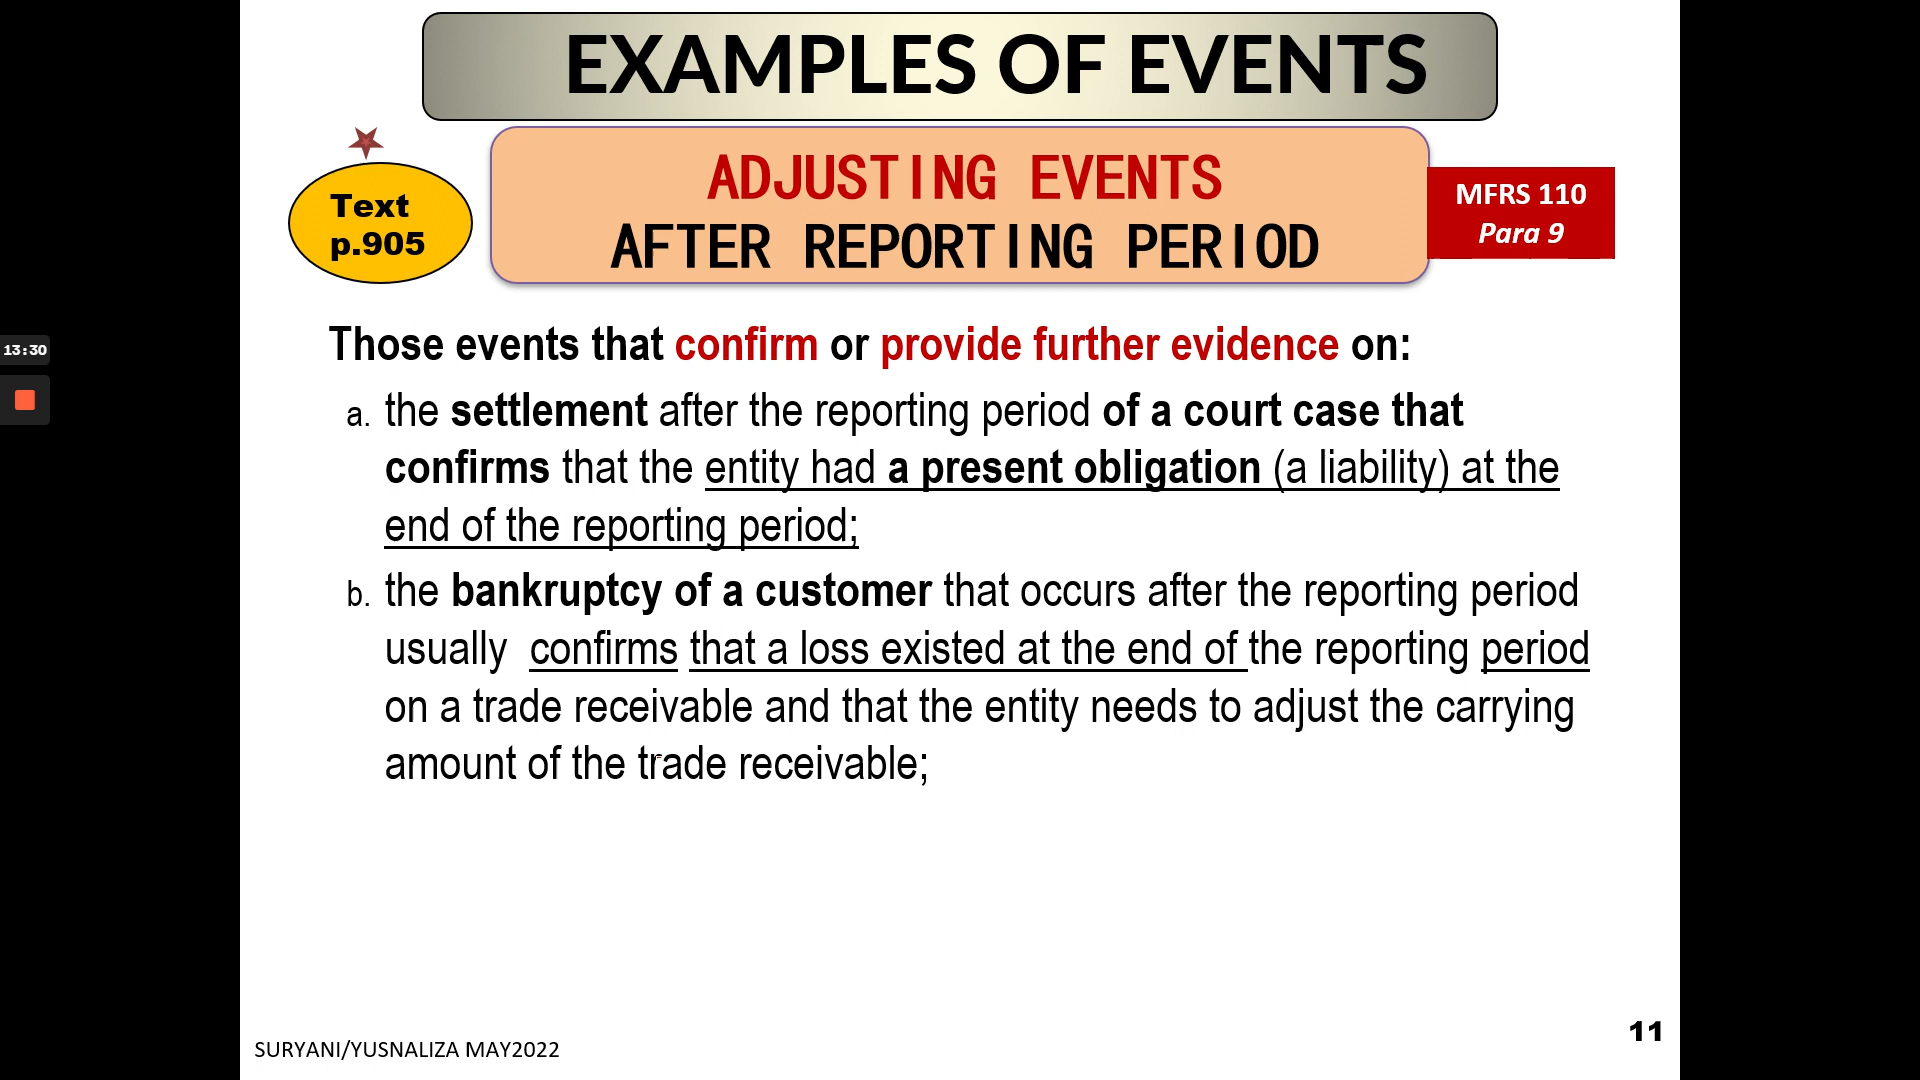 EXAMPLES OF EVENTS
ADJUSTING EVENTS
AFTER REPORTING PERIOD
Text
p.905
MFRS 110
Para 9
13:30
Those events that confirm or provide further evidence on:
a. the settlement after the reporting period of a court case that
confirms that the entity had a present obligation (a liability) at the
end of the reporting period;
b. the bankruptcy of a customer that occurs after the reporting period
usually confirms that a loss existed at the end of the reporting period
on a trade receivable and that the entity needs to adjust the carrying
amount of the trade receivable;
SURYANI/YUSNALIZA MAY2022
11